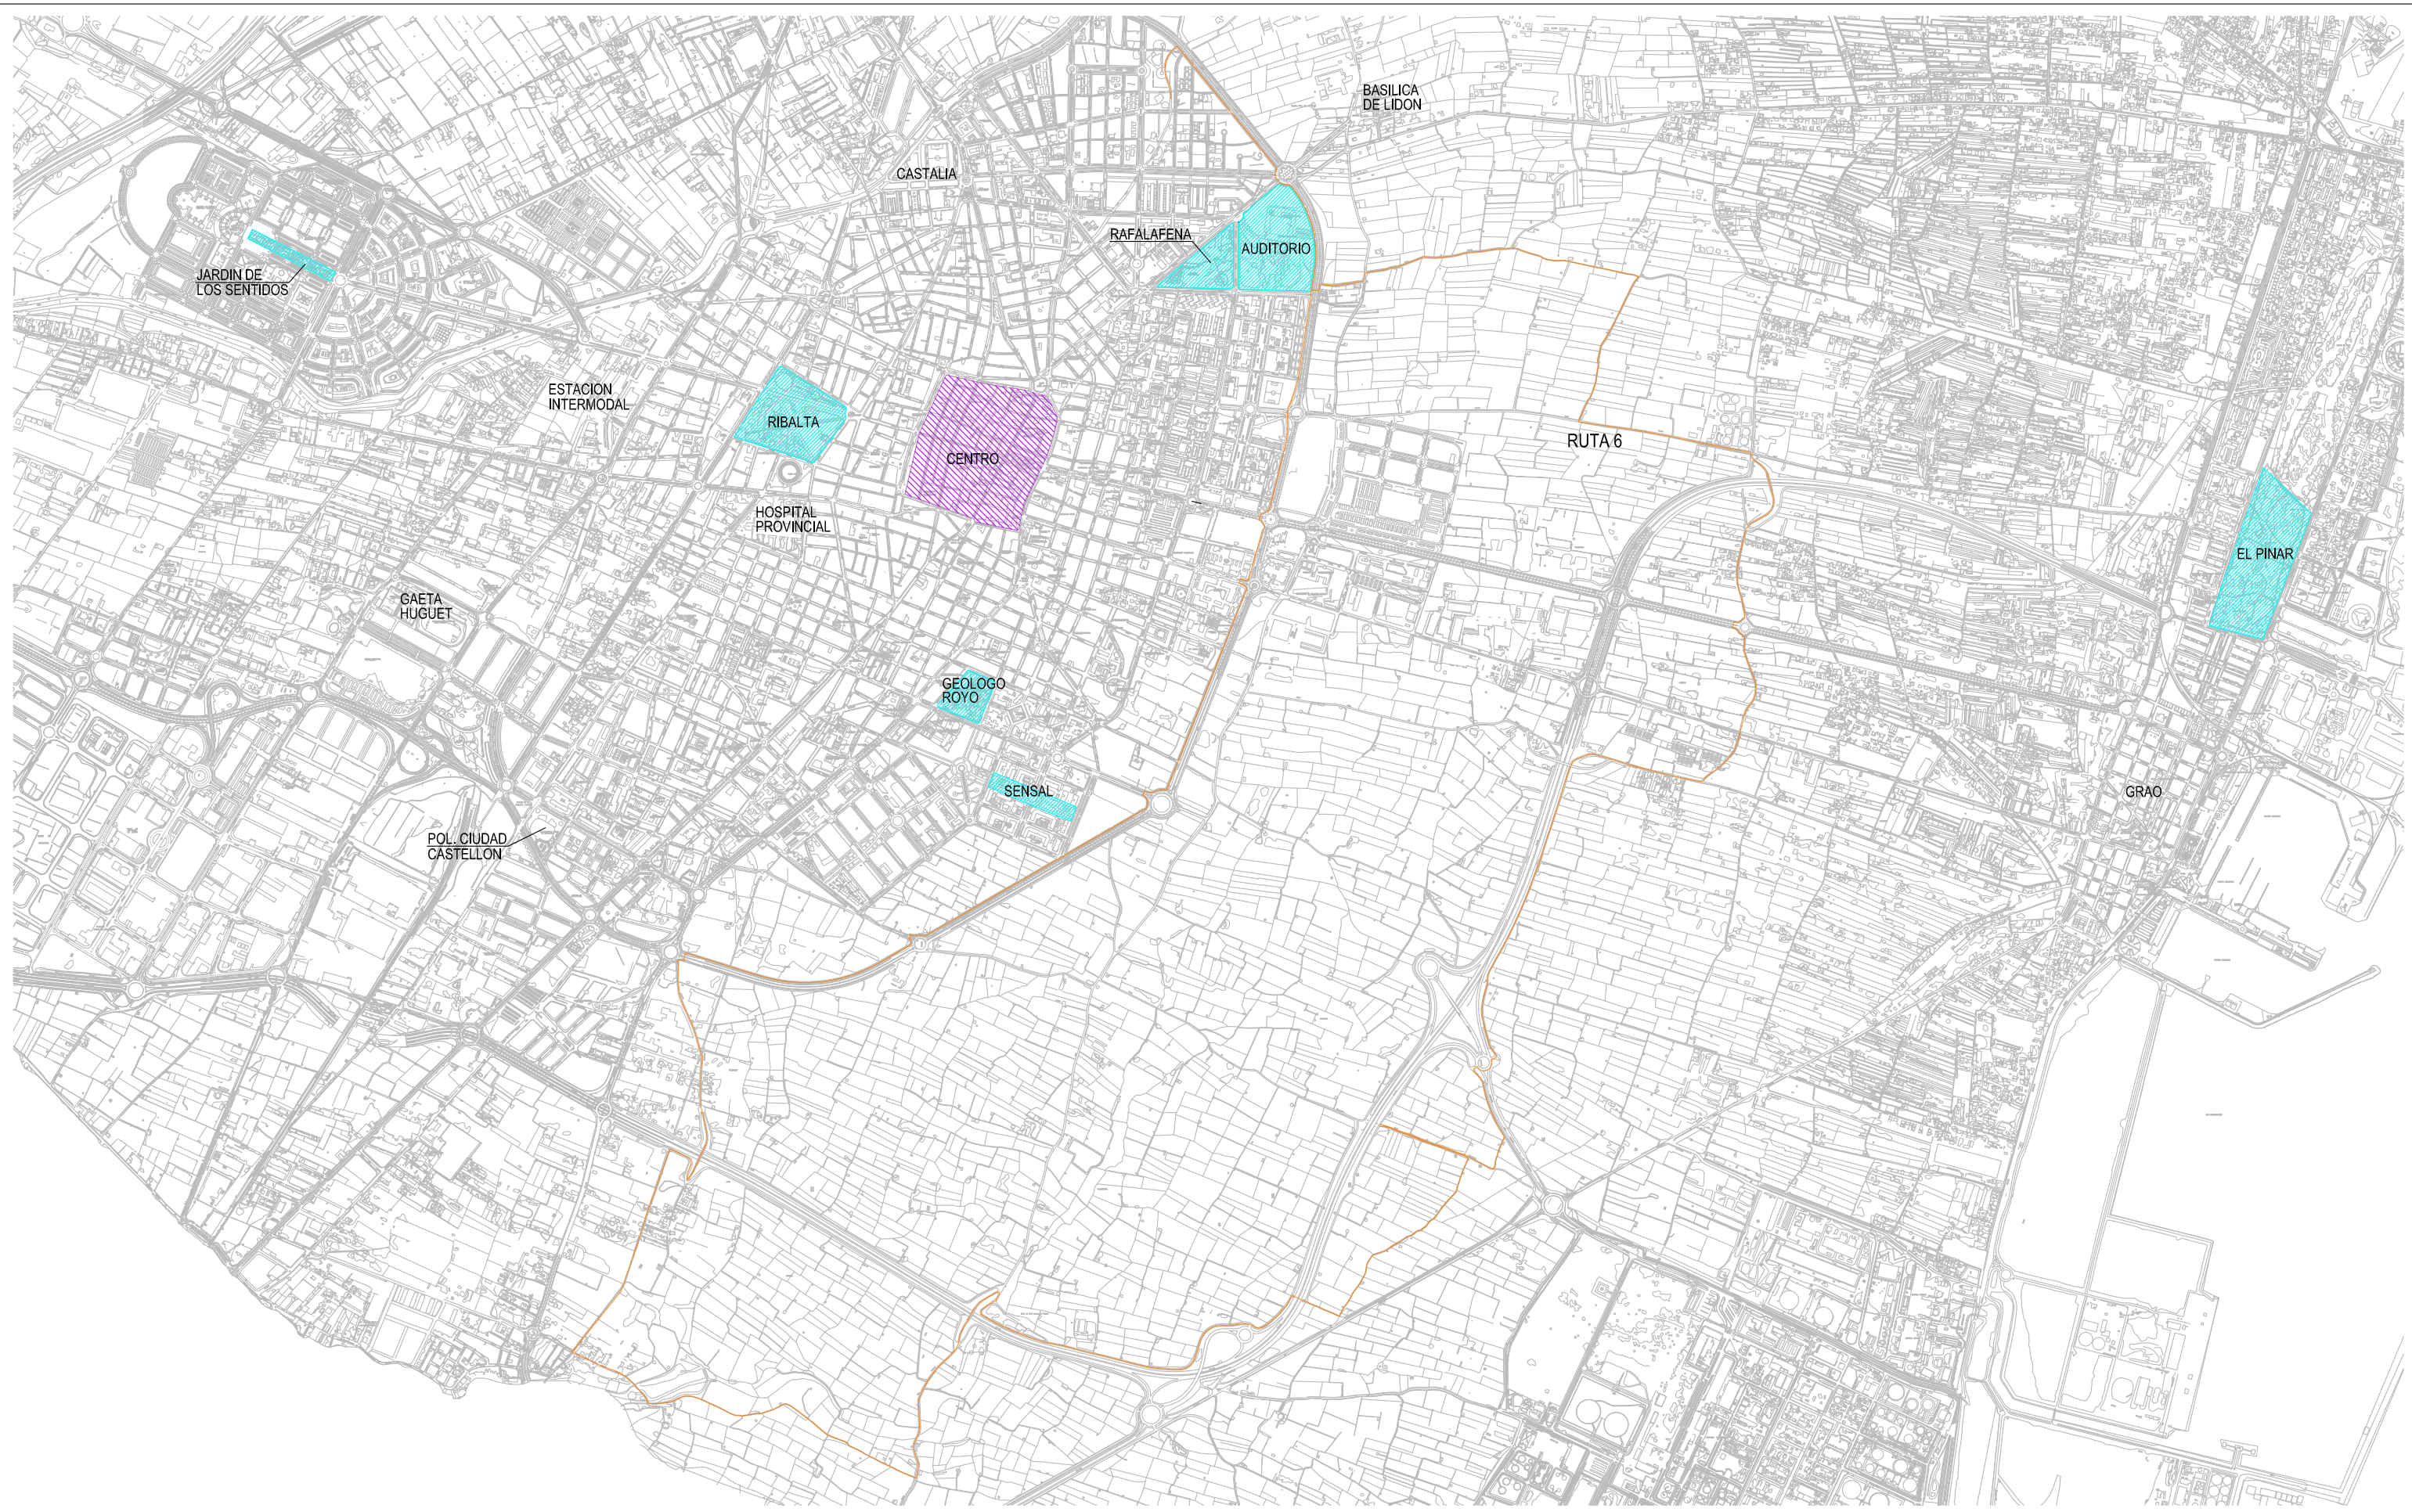 BASILICA
DE LIDON
CASTALIA
RAFALAFENA
AUDITORIO
JARDIN DE
LOS SENTIDOS
ESTACION
INTERMODAL
RIBALTA
CENTRO
RUTA 6
HOSPITAL
PROVINCIAL
EL PINAR
GAETA
HUGUET
GEOLOGO
ROYO
SENSAL
GRAO
POL. CIUDAD
CASTELLON